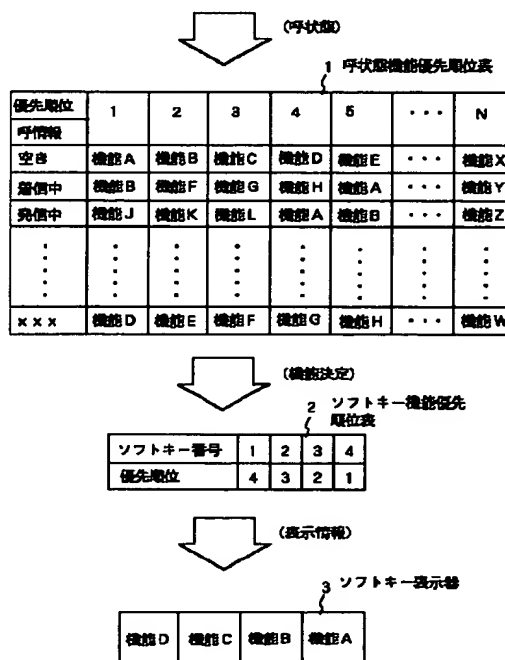 (呼状態)
1 呼状態機能優先順位表
優先順位 1 2 3 4 5 ・・・ N
呼情報
空き 機能A 機能B 機能C 機能D 機能E ・・・ 機能X
着信中 機能B 機能F 機能G 機能H 機能A ・・・ 機能Y
発信中 機能J 機能K 機能L 機能A 機能B ・・・ 機能Z
××× 機能D 機能E 機能F 機能G 機能H ・・・ 機能W
(機能決定)
2 ソフトキー機能優先
順位表
ソフトキー番号 1 2 3 4
優先順位 4 3 2 1
(表示情報)
3 ソフトキー表示器
機能D 機能C 機能B 機能A